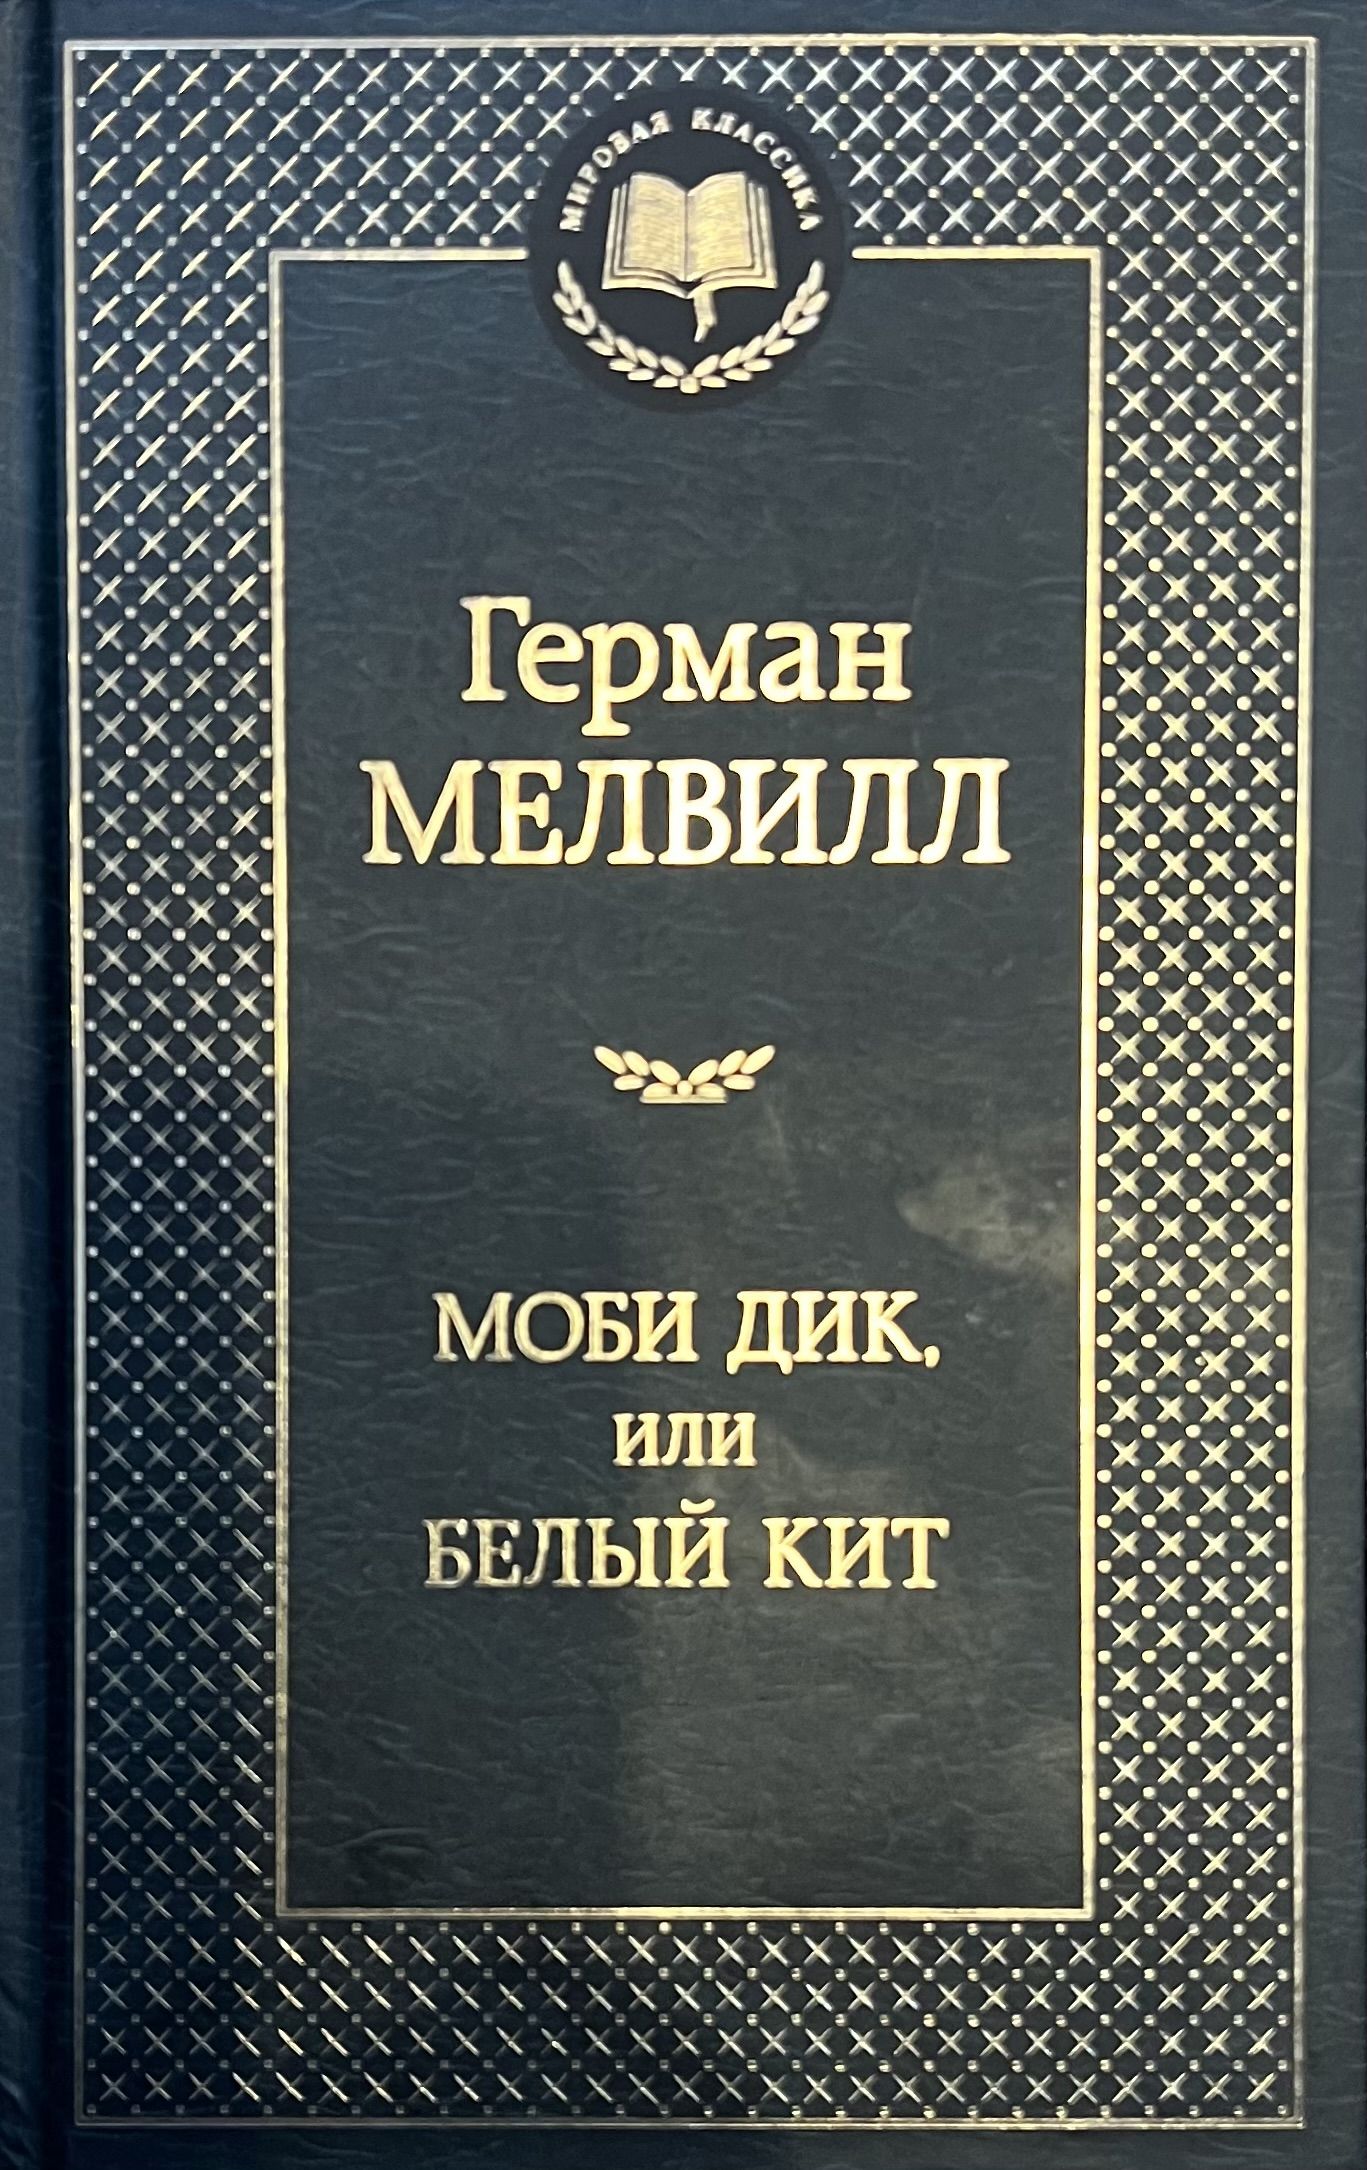 МИРОВАЯ КЛАССИКА
Герман
МЕЛВИЛЛ
МОБИ ДИК,
ИЛИ
БЕЛЫЙ КИТ